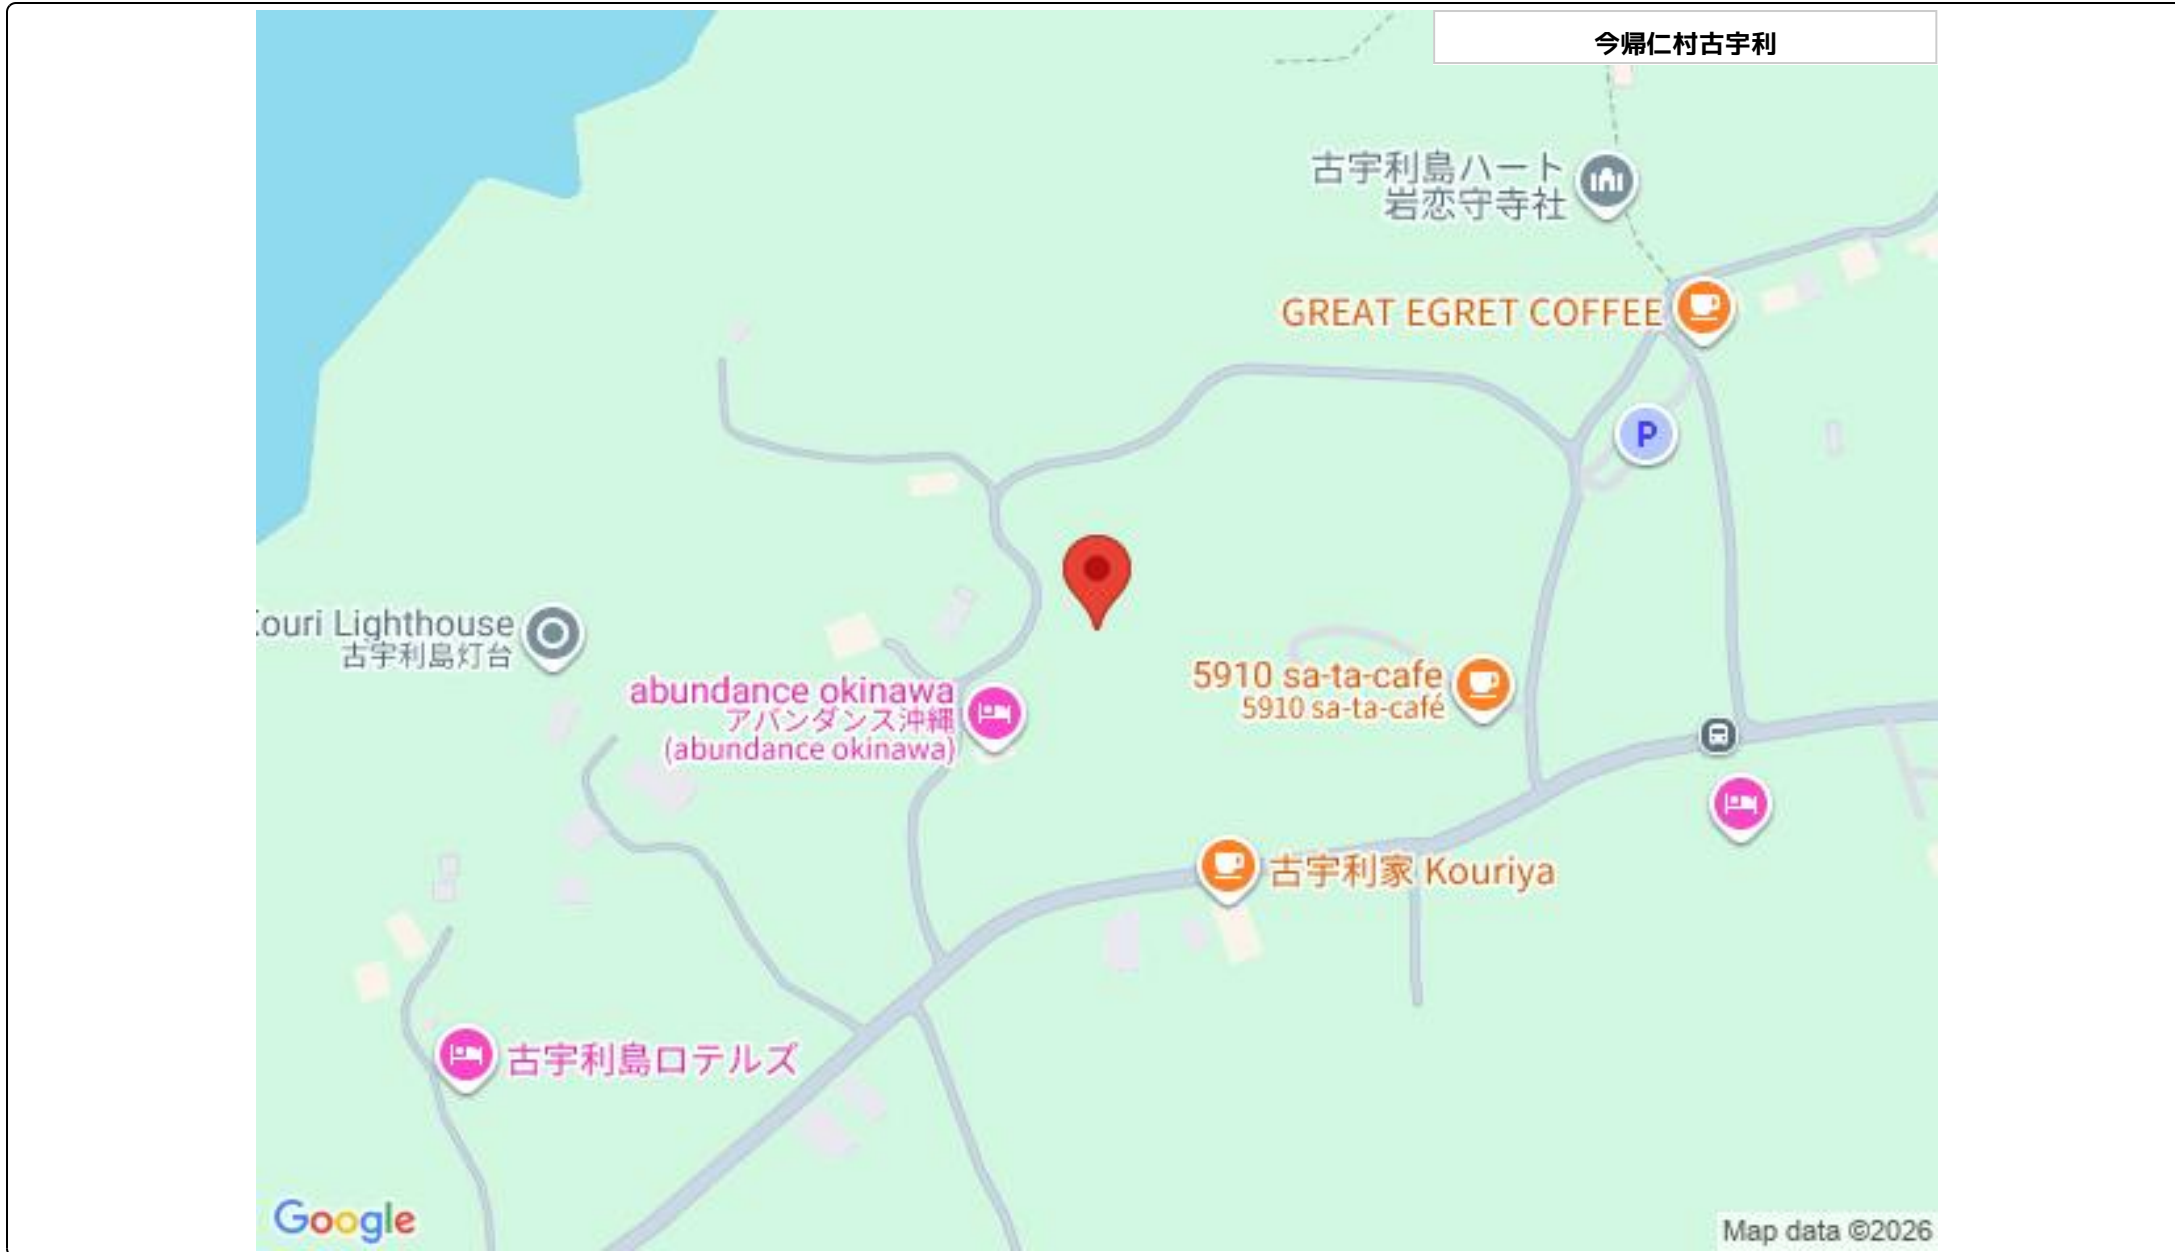 今帰仁村古宇利
古宇利島ハート
岩恋守寺社
GREAT EGRET COFFEE
P
ouri Lighthouse
古宇利島灯台
abundance okinawa
アバンダンス沖縄
(abundance okinawa)
5910 sa-ta-cafe
5910 sa-ta-café
古宇利家 Kouriya
古宇利島ロテルズ
Google
Map data ©2026